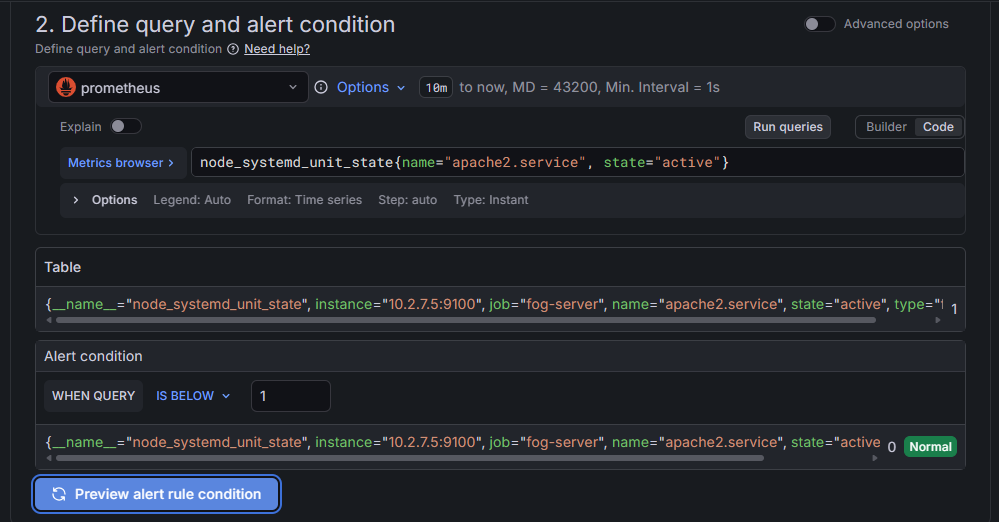 2. Define query and alert condition
Advanced options
Define query and alert condition Need help?
prometheus
Options 10m to now, MD = 43200, Min. Interval = 1s
Explain
Run queries Builder Code
Metrics browser > node_systemd_unit_state{name="apache2.service", state="active"}
> Options Legend: Auto Format: Time series Step: auto Type: Instant
Table
{__name__="node_systemd_unit_state", instance="10.2.7.5:9100", job="fog-server", name="apache2.service", state="active", type="f 1
Alert condition
WHEN QUERY IS BELOW 1
{__name__="node_systemd_unit_state", instance="10.2.7.5:9100", job="fog-server", name="apache2.service", state="active 0 Normal
Preview alert rule condition